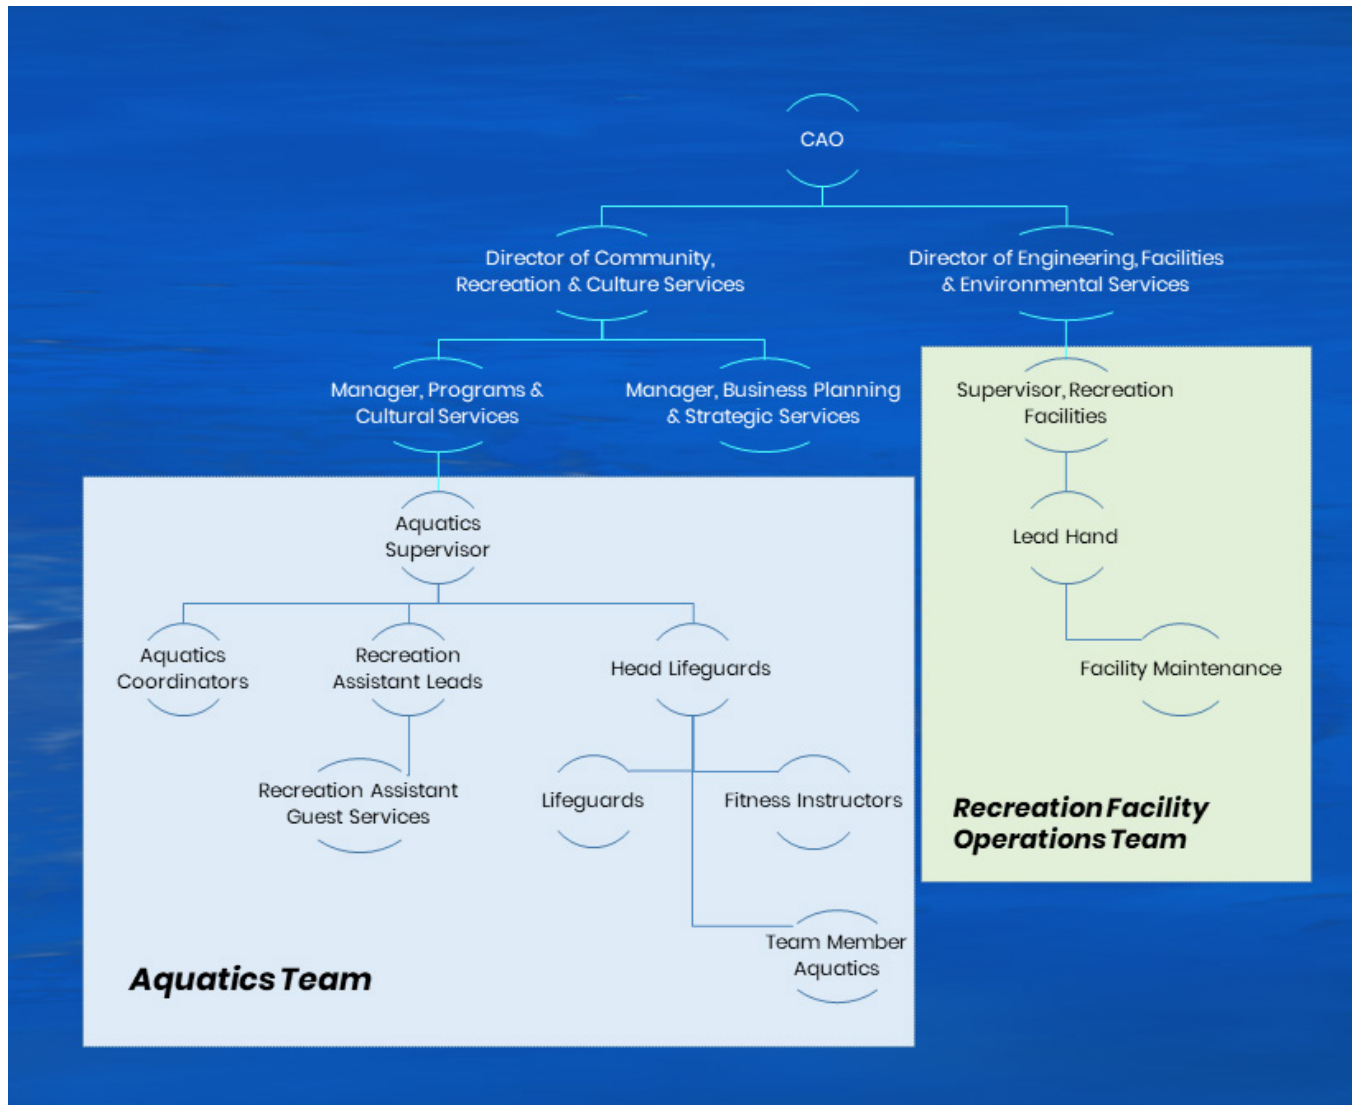 CAO
Director of Community,
Recreation & Culture Services
Director of Engineering, Facilities
& Environmental Services
Manager, Programs &
Cultural Services
Manager, Business Planning
& Strategic Services
Supervisor, Recreation
Facilities
Aquatics
Supervisor
Lead Hand
Aquatics
Coordinators
Recreation
Assistant Leads
Head Lifeguards
Facility Maintenance
Recreation Assistant
Guest Services
Lifeguards
Fitness Instructors
Recreation Facility
Operations Team
Team Member
Aquatics
Aquatics Team